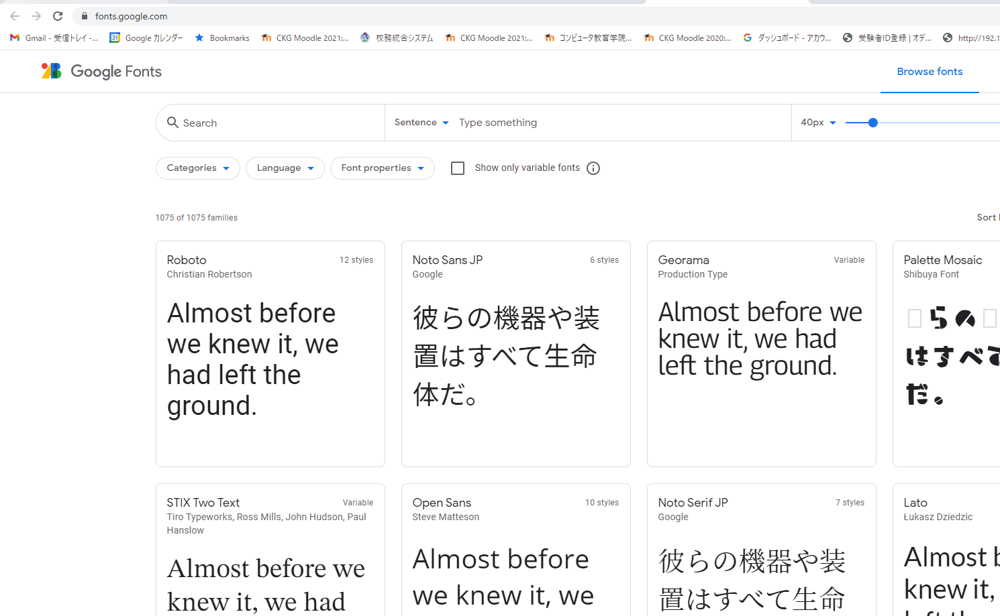 fonts.google.com
Gmail - 受信トレイ -...
Google カレンダー
Bookmarks
CKG Moodle 2021:...
校務統合システム
CKG Moodle 2021:...
コンピュータ教育学院...
CKG Moodle 2020:...
ダッシュボード - アカウ...
受験者ID登録 | オデ...
http://192.1
Google Fonts
Browse fonts
Search
Sentence
Type something
40px
Categories
Language
Font properties
Show only variable fonts
1075 of 1075 families
Sort
Roboto
12 styles
Christian Robertson
Almost before
we knew it, we
had left the
ground.
Noto Sans JP
6 styles
Google
彼らの機器や装
置はすべて生命
体だ。
Georama
Variable
Production Type
Almost before we
knew it, we had
left the ground.
Palette Mosaic
Shibuya Font
らの
はすべて
だ。
STIX Two Text
Variable
Tiro Typeworks, Ross Mills, John Hudson, Paul
Hanslow
Almost before we
knew it, we had
Open Sans
10 styles
Steve Matteson
Almost before
we knew it, we
Noto Serif JP
7 styles
Google
彼らの機器や装
置はすべて生命
Lato
Łukasz Dziedzic
Almost b
knew it,